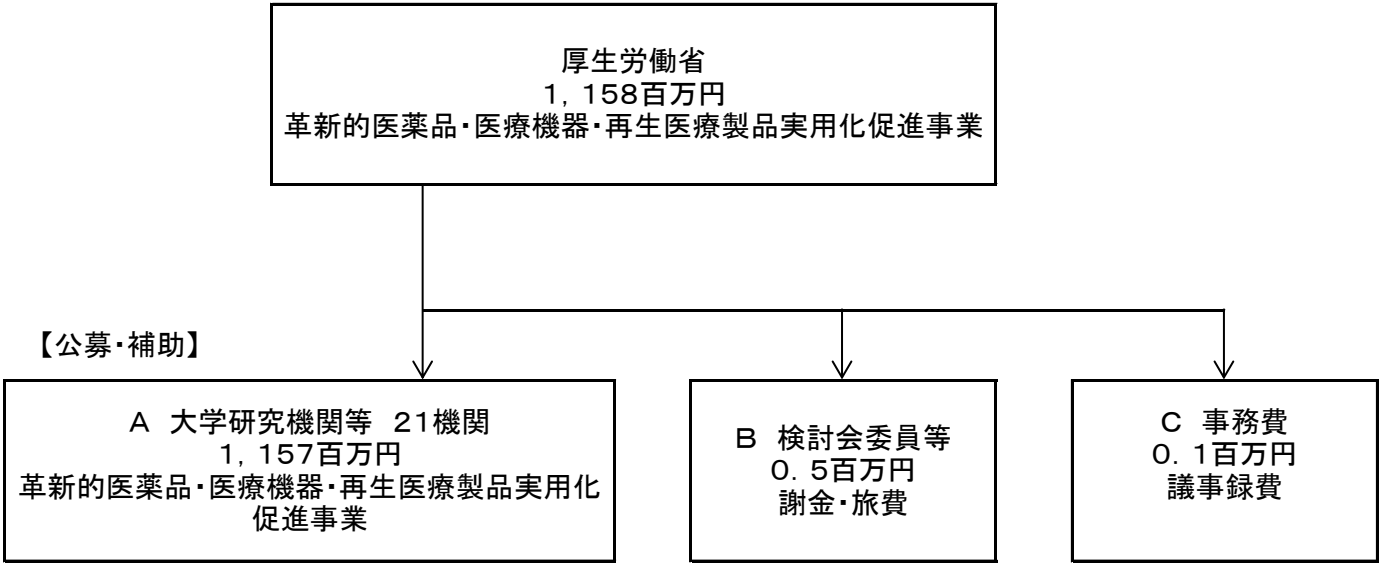 厚生労働省
１，１５８百万円
革新的医薬品・医療機器・再生医療製品実用化促進事業
【公募・補助】
Ａ　大学研究機関等　２１機関
１，１５７百万円
革新的医薬品・医療機器・再生医療製品実用化
促進事業
Ｂ　検討会委員等
０．５百万円
謝金・旅費
Ｃ　事務費
０．１百万円
議事録費